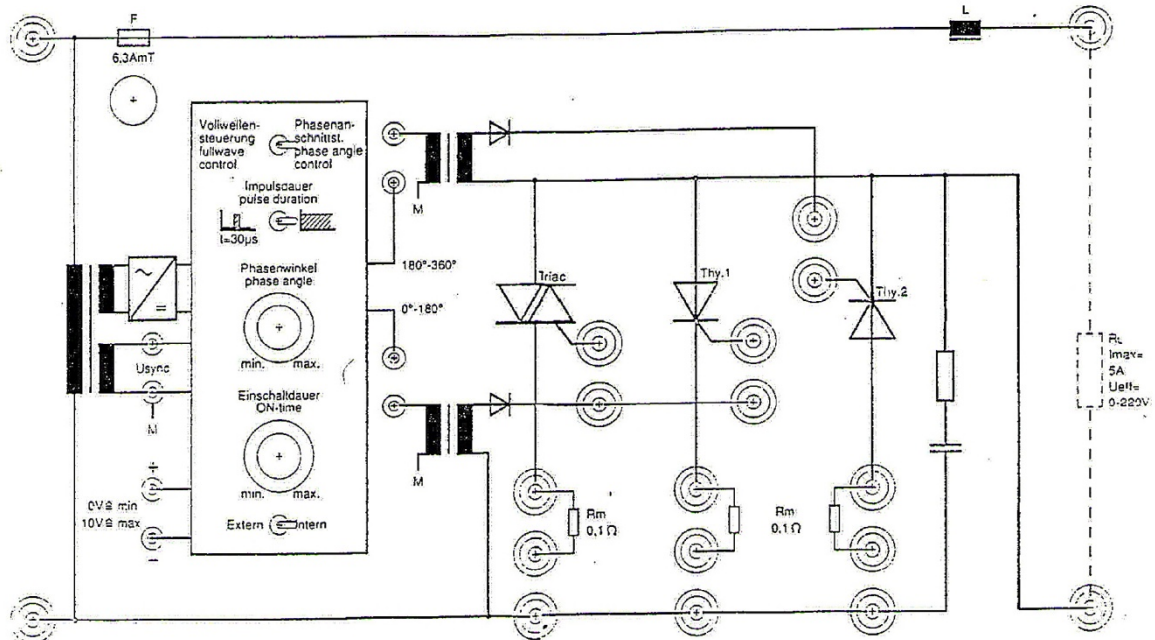 F
6,3AmT
L
Vollwellen-
steuerung
fullwave
control
Phasenan-
schnittst.
phase angle
control
Impulsdauer
pulse duration
t=30µs
M
180°-360°
0°-180°
Phasenwinkel
phase angle
min. max.
Usync
M
Einschaltdauer
ON-time
min. max.
M
+
0V≙ min
10V≙ max
−
Extern Intern
Triac
Thy.1
Thy.2
Rm
0,1 Ω
Rm
0,1 Ω
RL
Imax=
5A
Ueff=
0-220V